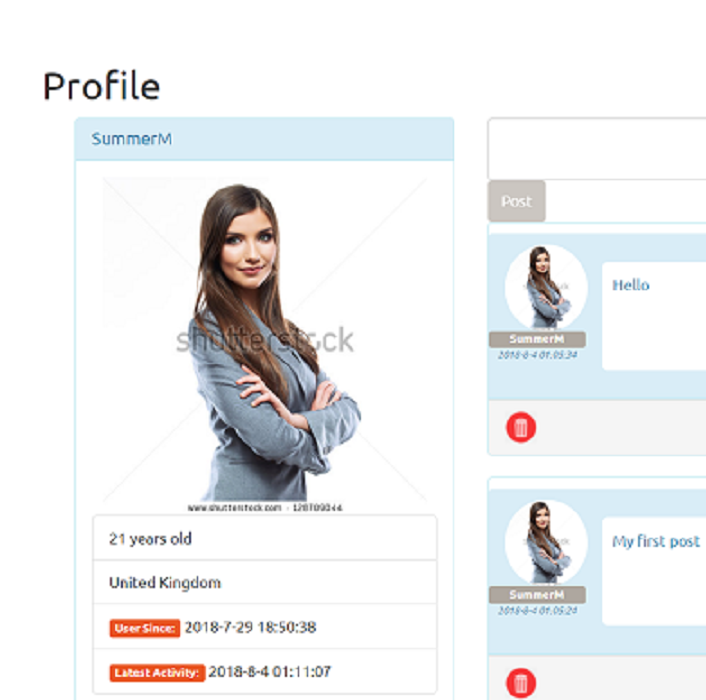 Profile
SummerM
shutterstock
www.shutterstock.com
21 years old
United Kingdom
User Since: 2018-7-29 18:50:38
Latest Activity: 2018-8-4 01:11:07
Post
Hello
SummerM
2018-8-4 01:05:34
My first post
SummerM
2018-8-4 01:05:24